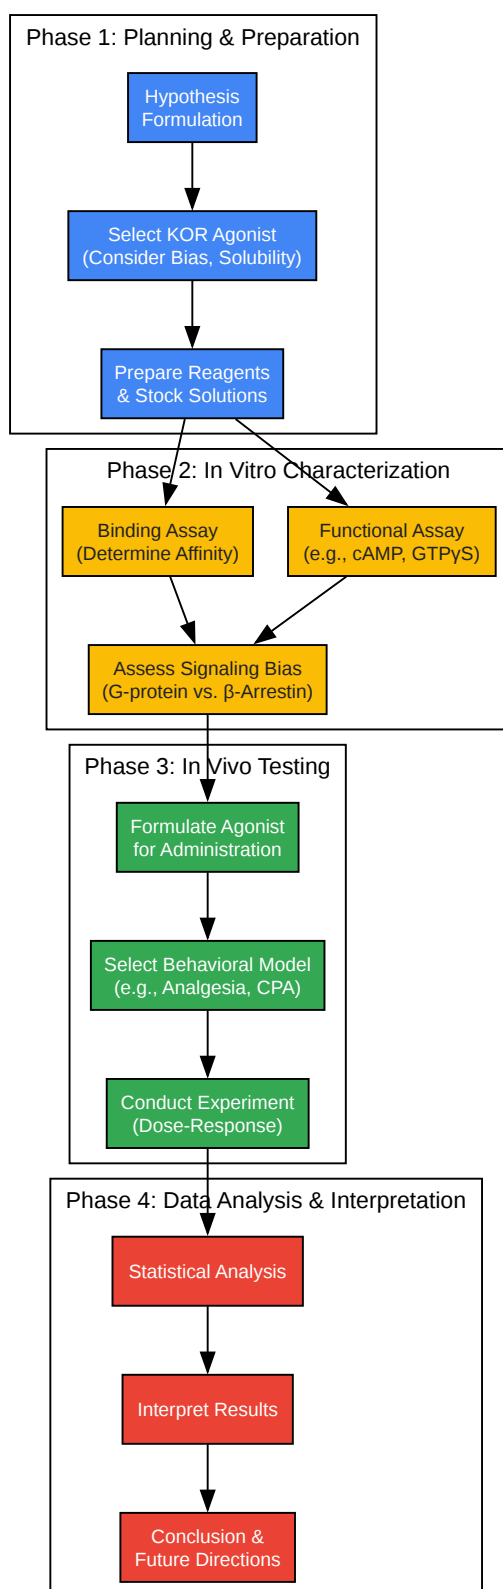 Phase 1: Planning & Preparation
Hypothesis
Formulation
Select KOR Agonist
(Consider Bias, Solubility)
Prepare Reagents
& Stock Solutions
Phase 2: In Vitro Characterization
Binding Assay
(Determine Affinity)
Functional Assay
(e.g., cAMP, GTPγS)
Assess Signaling Bias
(G-protein vs. β-Arrestin)
Phase 3: In Vivo Testing
Formulate Agonist
for Administration
Select Behavioral Model
(e.g., Analgesia, CPA)
Conduct Experiment
(Dose-Response)
Phase 4: Data Analysis & Interpretation
Statistical Analysis
Interpret Results
Conclusion &
Future Directions